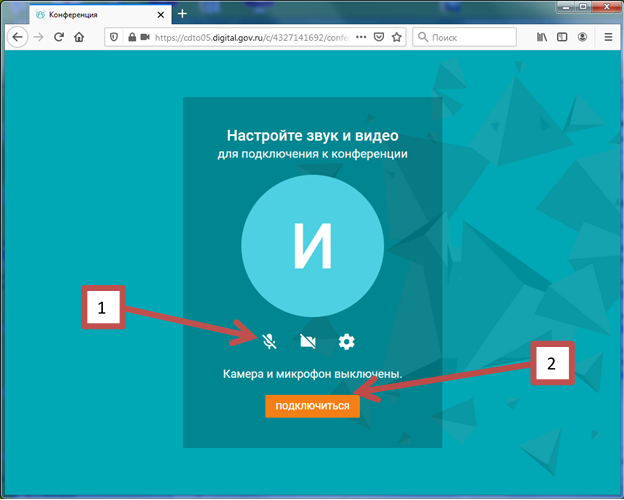 Конференция
https://cdto05.digital.gov.ru/c/4327141692/confe
Поиск
Настройте звук и видео
для подключения к конференции
И
1
Камера и микрофон выключены.
2
ПОДКЛЮЧИТЬСЯ